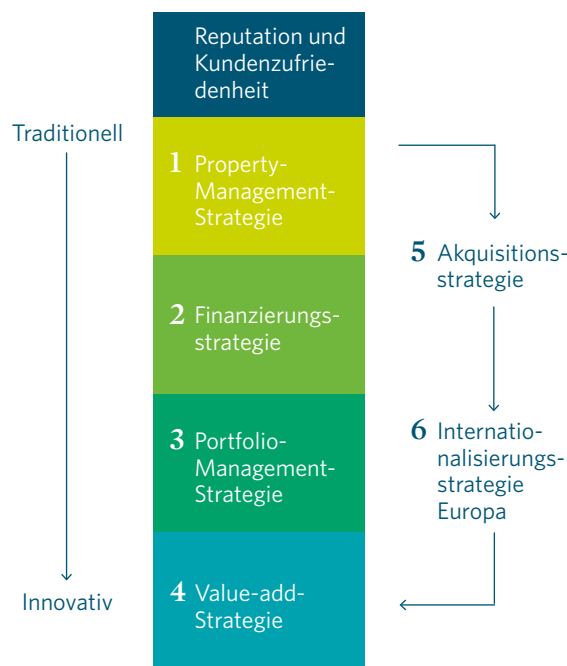 Reputation und
Kundenzufrie-
denheit
Traditionell
1 Property-
Management-
Strategie
2 Finanzierungs-
strategie
3 Portfolio-
Management-
Strategie
4 Value-add-
Strategie
Innovativ
5 Akquisitions-
strategie
6 Internatio-
nalisierungs-
strategie
Europa